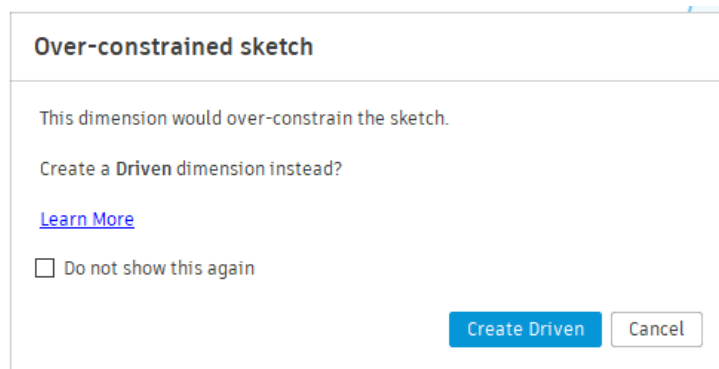 Over-constrained sketch
This dimension would over-constrain the sketch.
Create a Driven dimension instead?
Learn More
Do not show this again
Create Driven Cancel